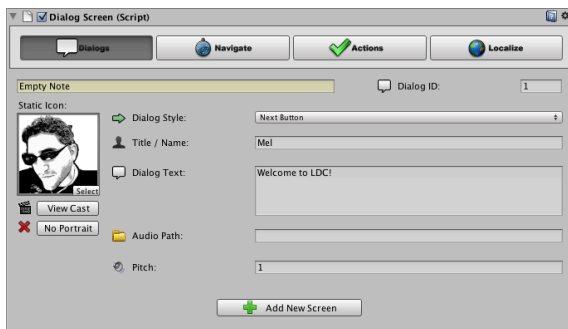 Dialog Screen (Script)
Dialogs Navigate Actions Localize
Empty Note Dialog ID: 1
Static Icon:
Dialog Style: Next Button
Title / Name: Mel
Dialog Text: Welcome to LDC!
Select
View Cast
No Portrait
Audio Path:
Pitch: 1
Add New Screen